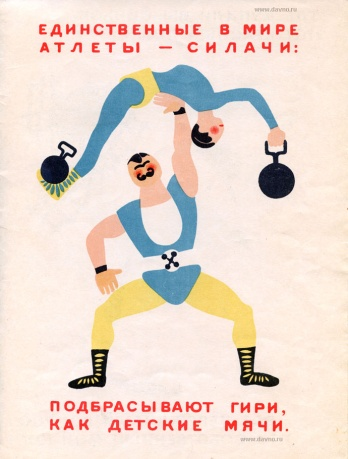 www.davno.ru
ЕДИНСТВЕННЫЕ В МИРЕ
АТЛЕТЫ — СИЛАЧИ:
ПОДБРАСЫВАЮТ ГИРИ,
КАК ДЕТСКИЕ МЯЧИ.
www.davno.ru